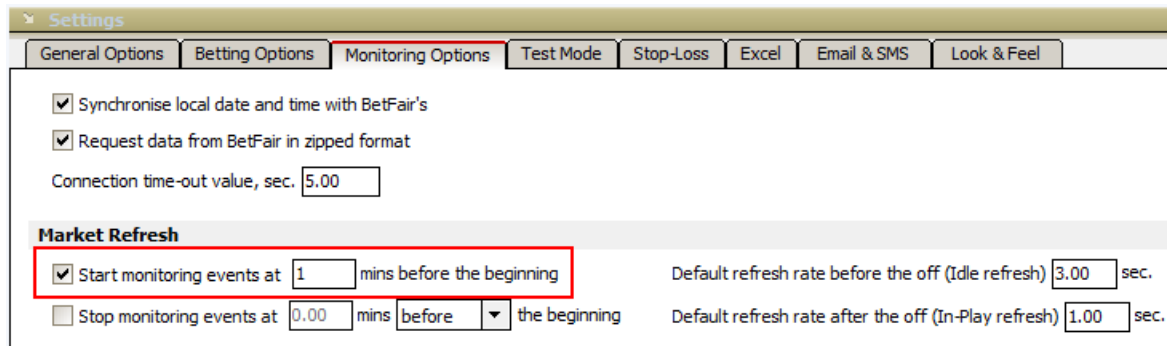 Settings
General Options Betting Options Monitoring Options Test Mode Stop-Loss Excel Email & SMS Look & Feel
Synchronise local date and time with BetFair's
Request data from BetFair in zipped format
Connection time-out value, sec. 5.00
Market Refresh
Start monitoring events at 1 mins before the beginning Default refresh rate before the off (Idle refresh) 3.00 sec.
Stop monitoring events at 0.00 mins before the beginning Default refresh rate after the off (In-Play refresh) 1.00 sec.